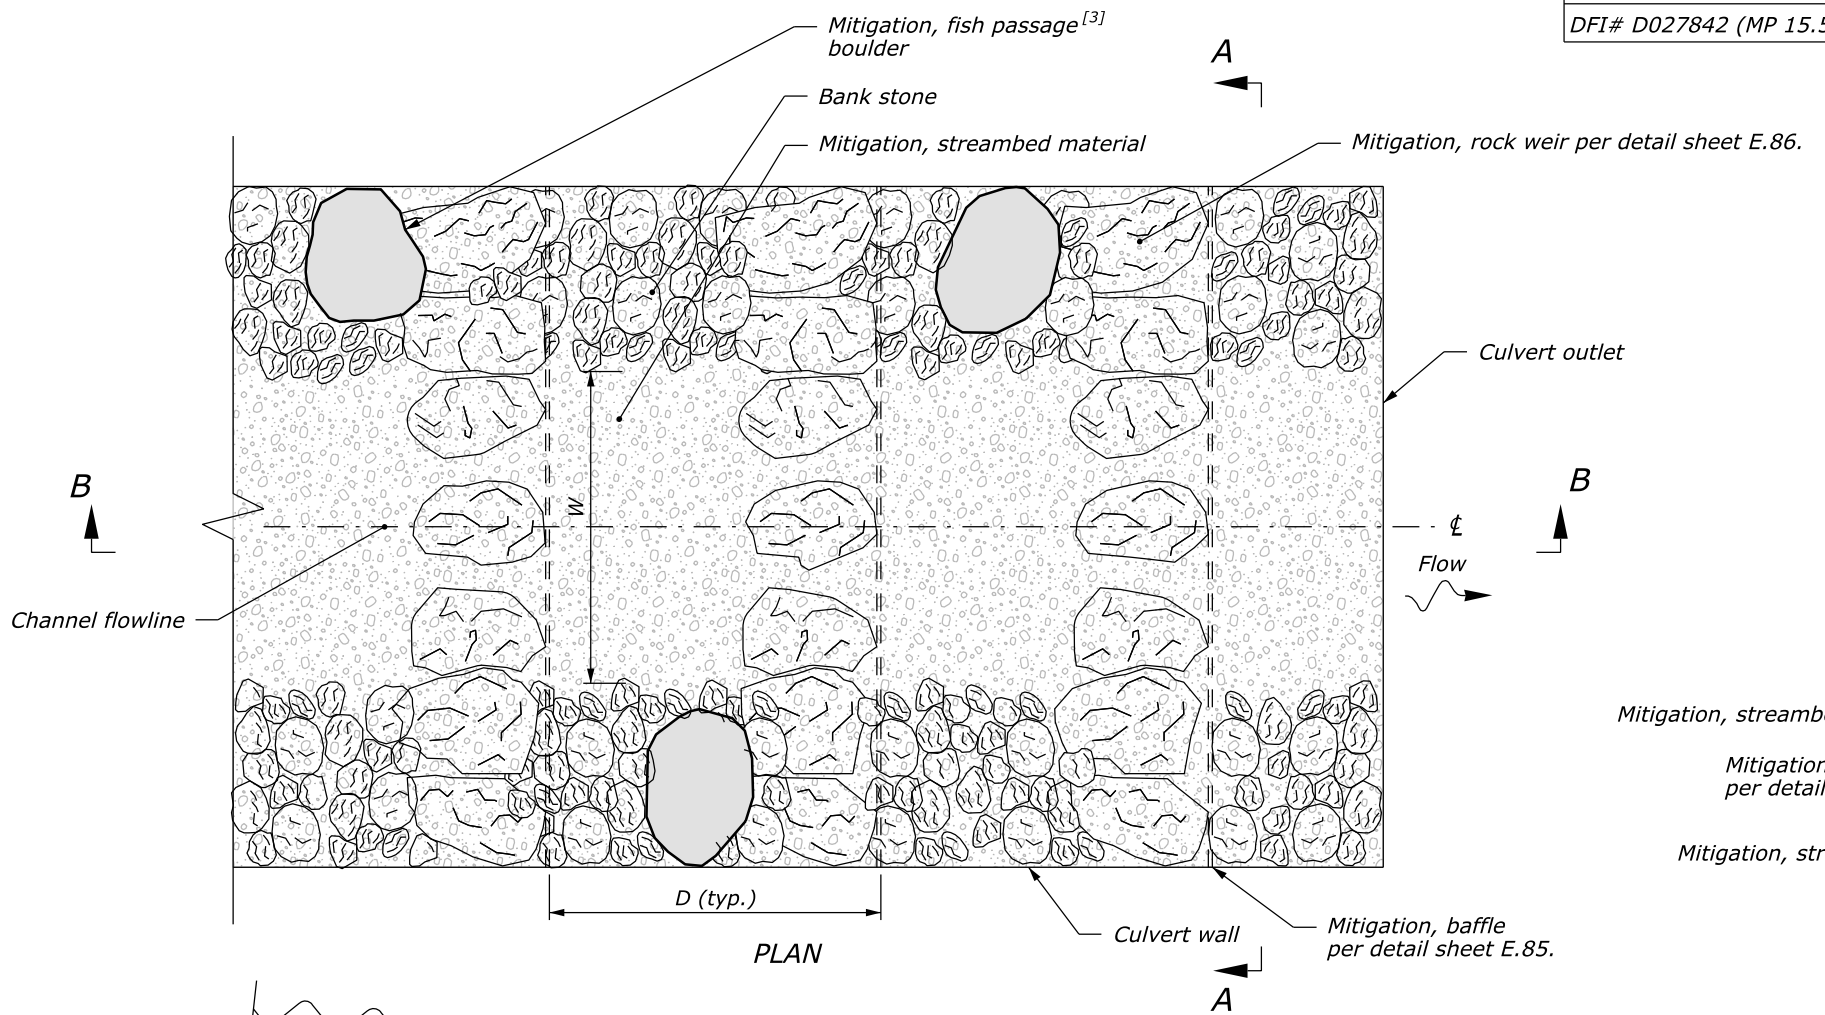 Mitigation, fish passage [3]
boulder
DFI# D027842 (MP 15.5
A
Bank stone
Mitigation, streambed material
Mitigation, rock weir per detail sheet E.86.
Culvert outlet
B
B
W
℄
Flow
Channel flowline
Mitigation, streambe
Mitigation
per detail
Mitigation, str
D (typ.)
Culvert wall
Mitigation, baffle
per detail sheet E.85.
PLAN
A